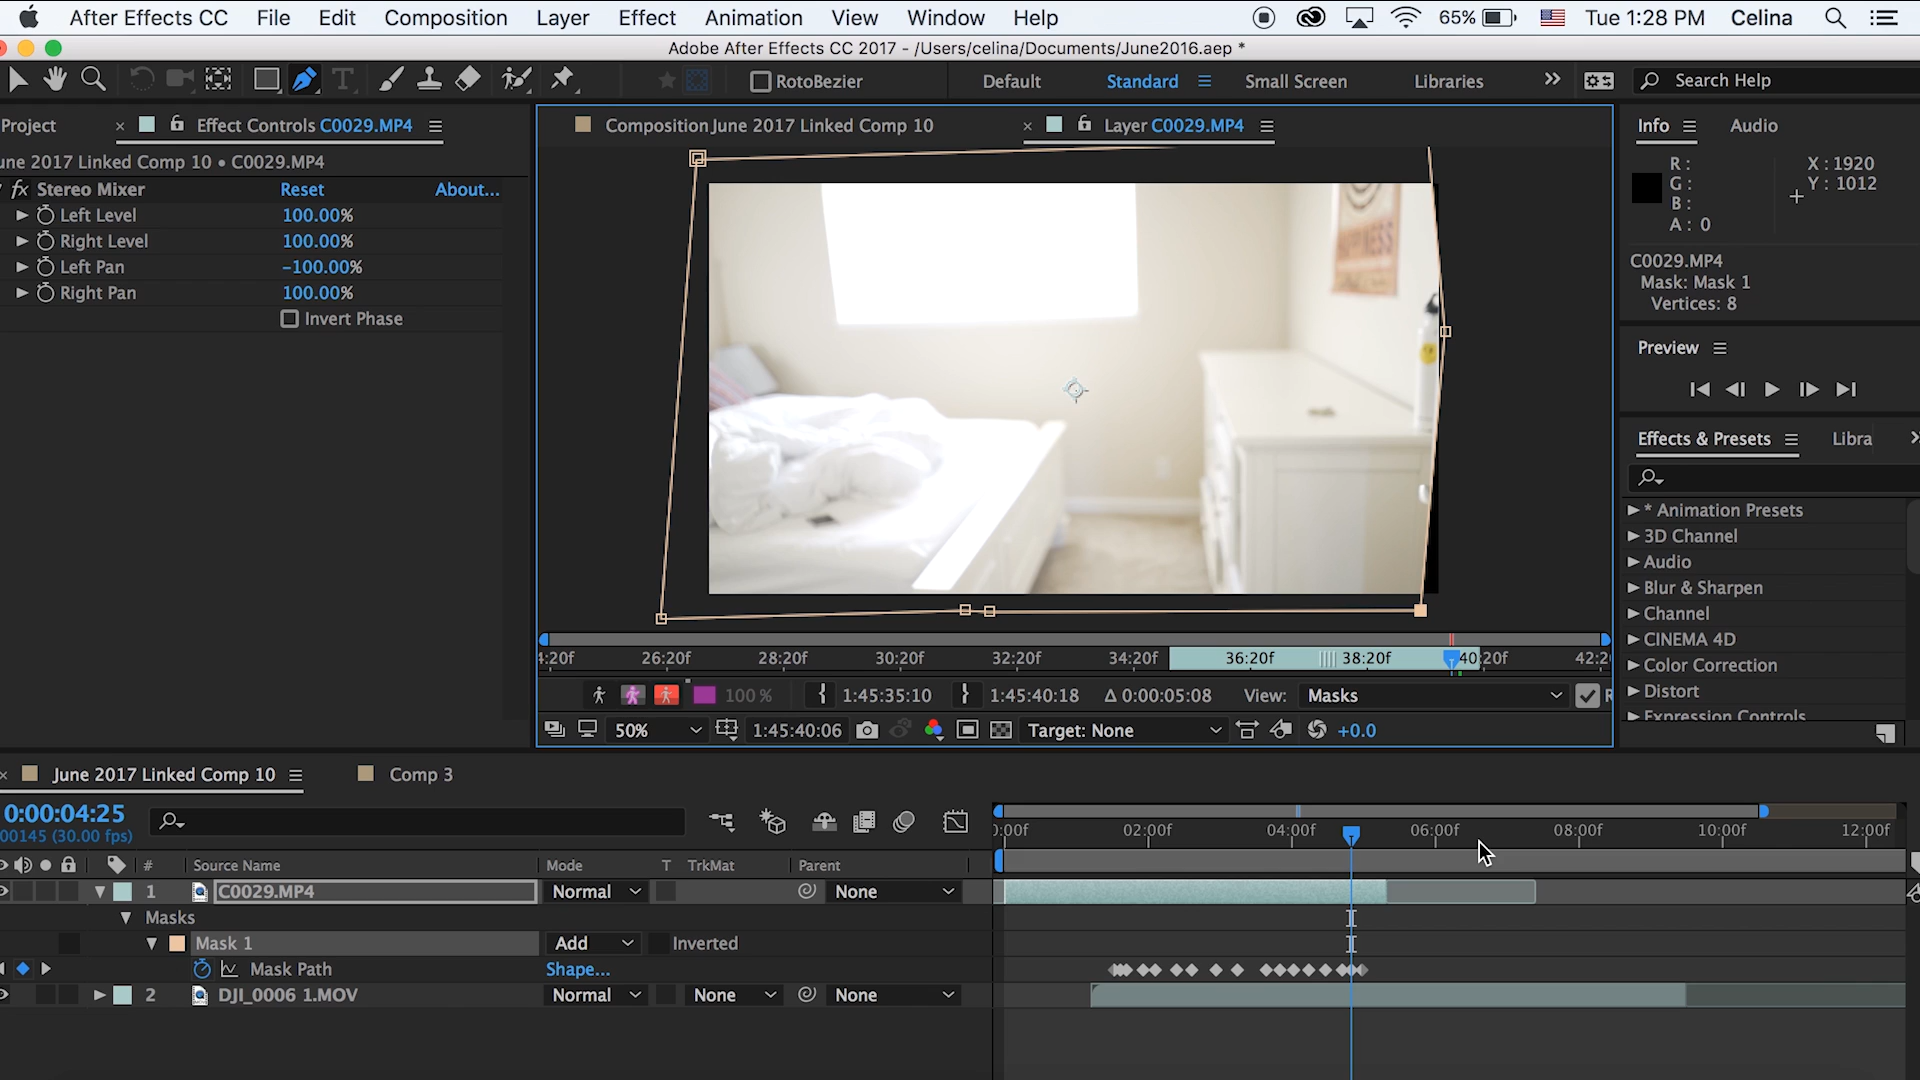 After Effects CC File Edit Composition Layer Effect Animation View Window Help 65% Tue 1:28 PM Celina
Adobe After Effects CC 2017 - /Users/celina/Documents/June2016.aep *
RotoBezier Default Standard Small Screen Libraries Search Help
Project Effect Controls C0029.MP4
une 2017 Linked Comp 10 • C0029.MP4
fx Stereo Mixer Reset About...
Left Level 100.00%
Right Level 100.00%
Left Pan -100.00%
Right Pan 100.00%
Invert Phase
Composition June 2017 Linked Comp 10 Layer C0029.MP4
4:20f 26:20f 28:20f 30:20f 32:20f 34:20f 36:20f 38:20f 40:20f 42:2
100% 1:45:35:10 1:45:40:18 Δ 0:00:05:08 View: Masks R
50% 1:45:40:06 Target: None +0.0
Info Audio
R: X: 1920
G: Y: 1012
B:
A: 0
C0029.MP4
Mask: Mask 1
Vertices: 8
Preview
Effects & Presets Libra
* Animation Presets
3D Channel
Audio
Blur & Sharpen
Channel
CINEMA 4D
Color Correction
Distort
Expression Controls
June 2017 Linked Comp 10 Comp 3
0:00:04:25
00145 (30.00 fps)
):00f 02:00f 04:00f 06:00f 08:00f 10:00f 12:00f
# Source Name Mode T TrkMat Parent
1 C0029.MP4 Normal None
Masks
Mask 1 Add Inverted
Mask Path Shape...
2 DJI_0006 1.MOV Normal None None